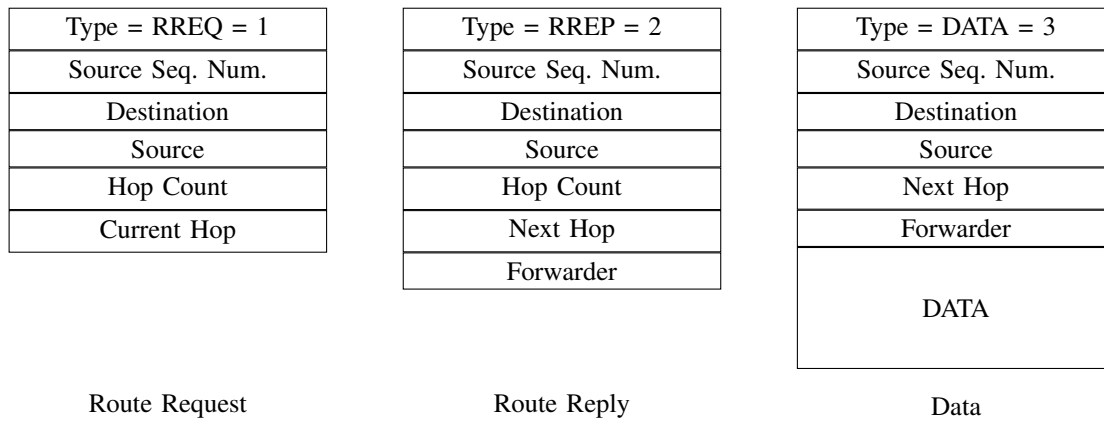 Type = RREQ = 1
Source Seq. Num.
Destination
Source
Hop Count
Current Hop
Route Request
Type = RREP = 2
Source Seq. Num.
Destination
Source
Hop Count
Next Hop
Forwarder
Route Reply
Type = DATA = 3
Source Seq. Num.
Destination
Source
Next Hop
Forwarder
DATA
Data